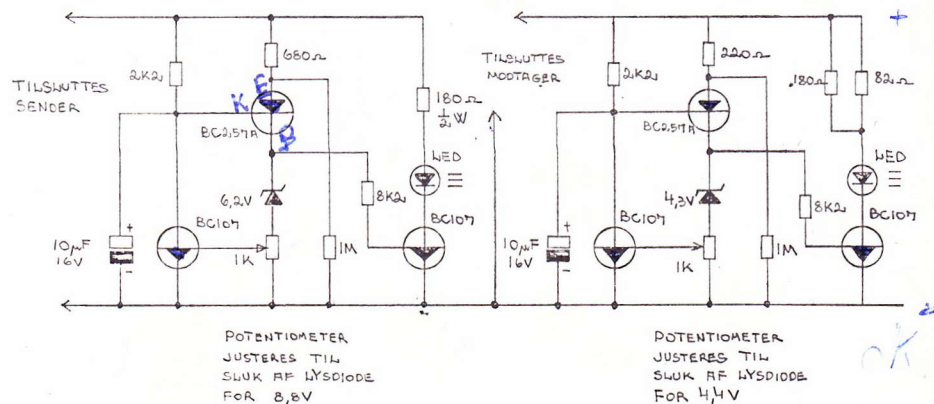 680Ω
2K2
TILSLUTTES
SENDER
K
E
B
BC257A
180Ω
½W
LED
6,2V
8K2
BC107
BC107
10µF
16V
+
-
1K
1M
POTENTIOMETER
JUSTERES TIL
SLUK AF LYSDIODE
FOR 8,8V
+
220Ω
TILSLUTTES
MODTAGER
2K2
180Ω
82Ω
BC257A
LED
4,3V
8K2
BC107
BC107
10µF
16V
+
-
1K
1M
POTENTIOMETER
JUSTERES TIL
SLUK AF LYSDIODE
FOR 4,4V
OK